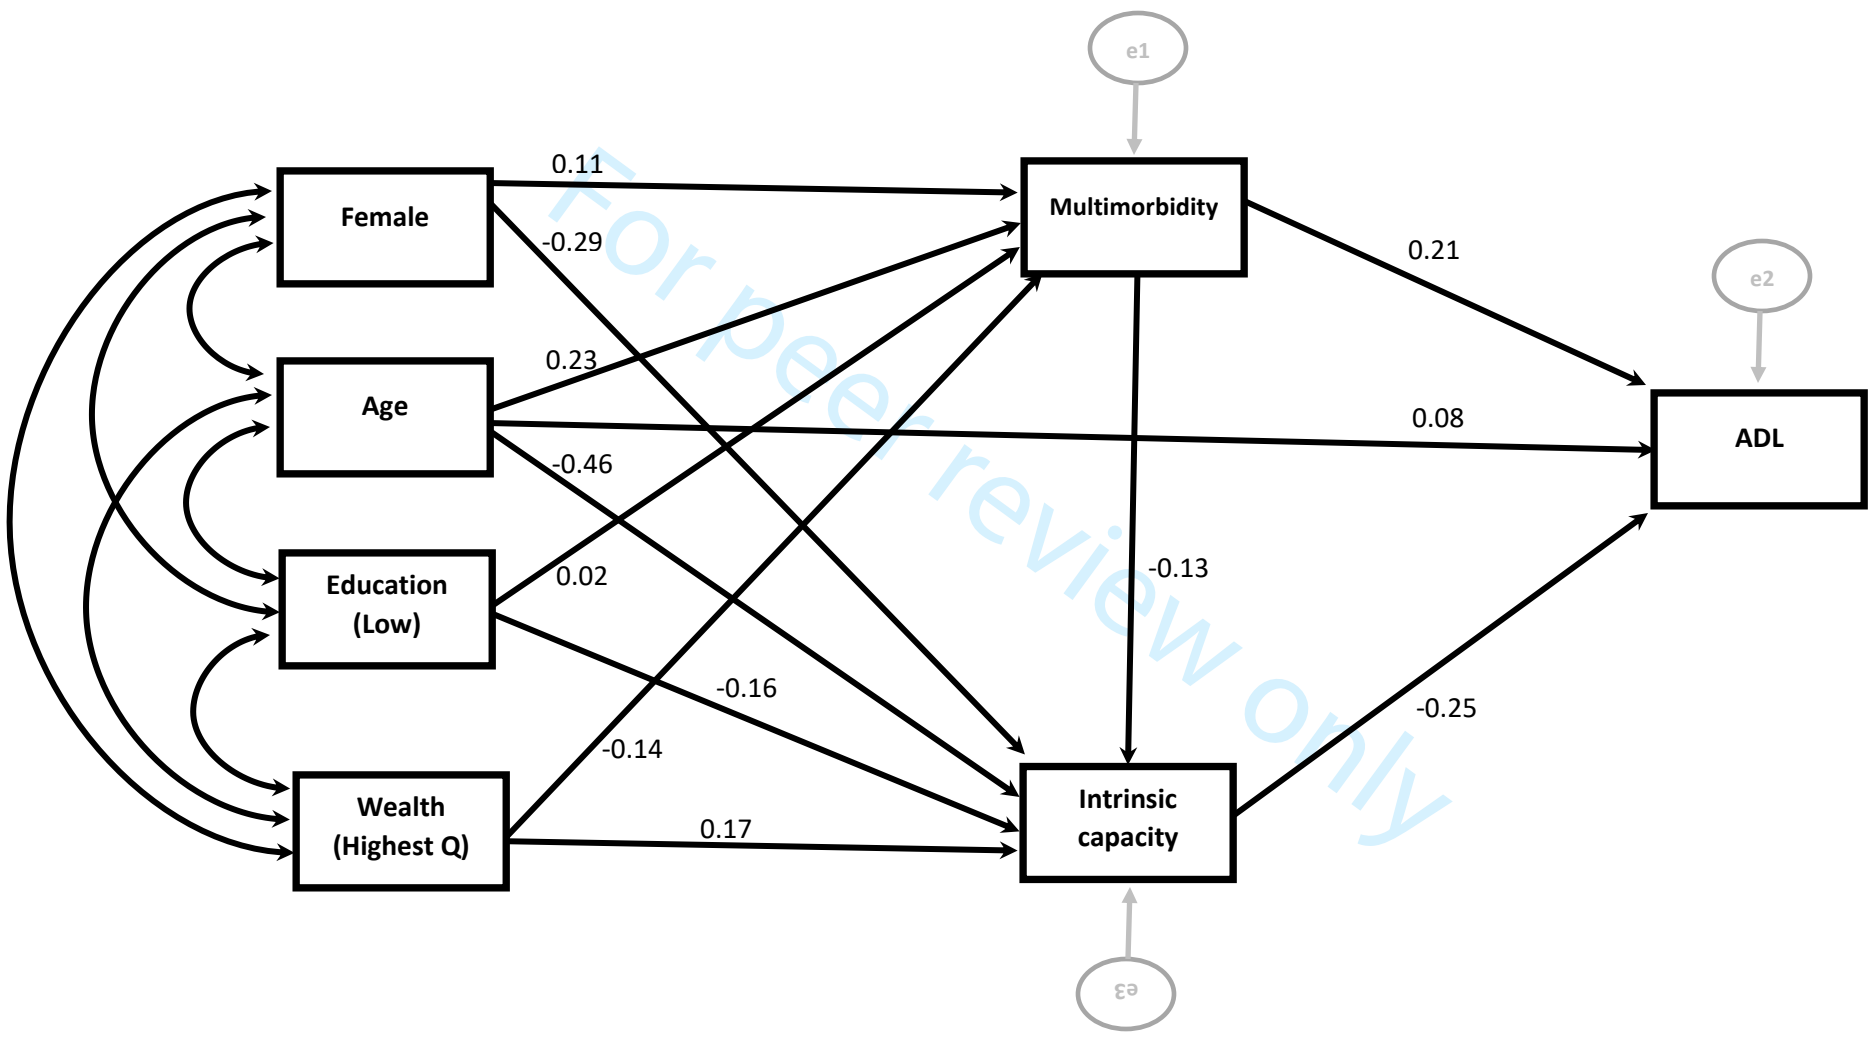 e1
0.11
Female
Multimorbidity
-0.29
0.21
e2
0.23
Age
0.08
ADL
-0.46
Education
(Low)
0.02
-0.13
-0.16
-0.25
-0.14
Wealth
(Highest Q)
0.17
Intrinsic
capacity
e3
For peer review only